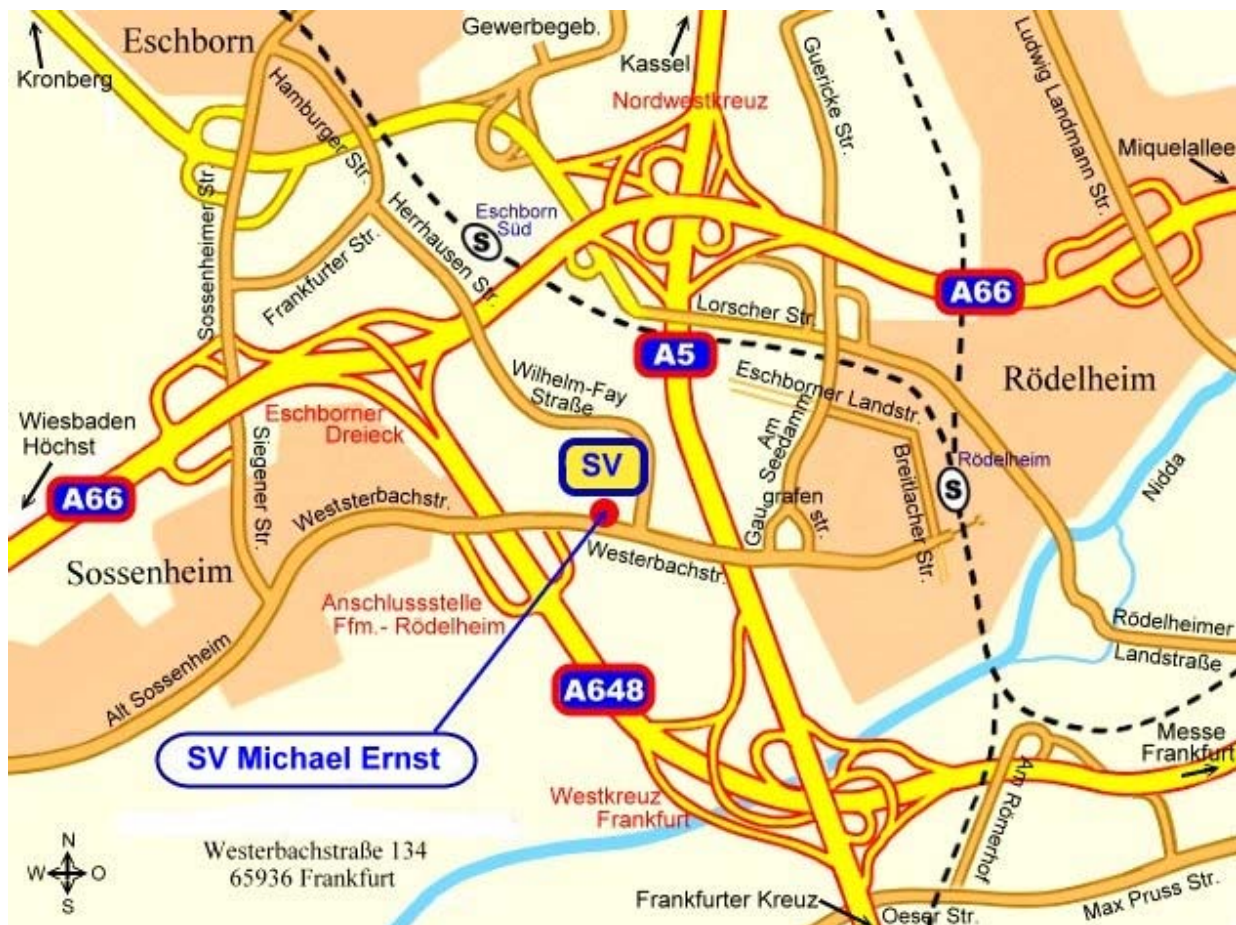 Eschborn
Gewerbegeb.
Kronberg
Kassel
Nordwestkreuz
Guericke Str.
Ludwig Landmann Str.
Miquelallee
Hamburger Str.
Sossenheimer Str.
Herrhausen Str.
Eschborn
Süd
S
Frankfurter Str.
A66
Lorscher Str.
A5
Eschborner Landstr.
Rödelheim
Wilhelm-Fay
Straße
Eschborner
Dreieck
Wiesbaden
Höchst
A66
Siegener Str.
SV
Am
Seedamm
Breitlacher Str.
Rödelheim
S
Nidda
Weststerbachstr.
Westerbachstr.
Gau grafen
str.
Sossenheim
Anschlussstelle
Ffm.- Rödelheim
Alt Sossenheim
A648
Rödelheimer
Landstraße
SV Michael Ernst
Messe
Frankfurt
Westkreuz
Frankfurt
Am Römerhof
N
W O
S
Westerbachstraße 134
65936 Frankfurt
Frankfurter Kreuz
Oeser Str.
Max Pruss Str.